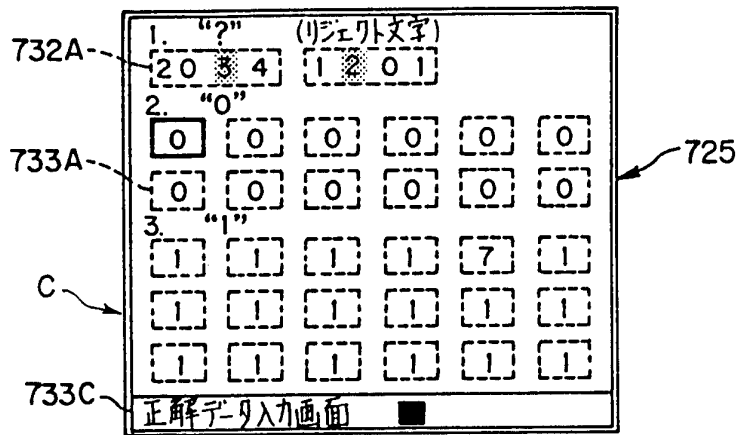 1. “?” (リジェクト文字)
732A 2 0 3 4 1 2 0 1
2. “0”
0 0 0 0 0 0
725
733A 0 0 0 0 0 0
3. “1”
1 1 1 1 7 1
C 1 1 1 1 1 1
1 1 1 1 1 1
733C 正解データ入力画面